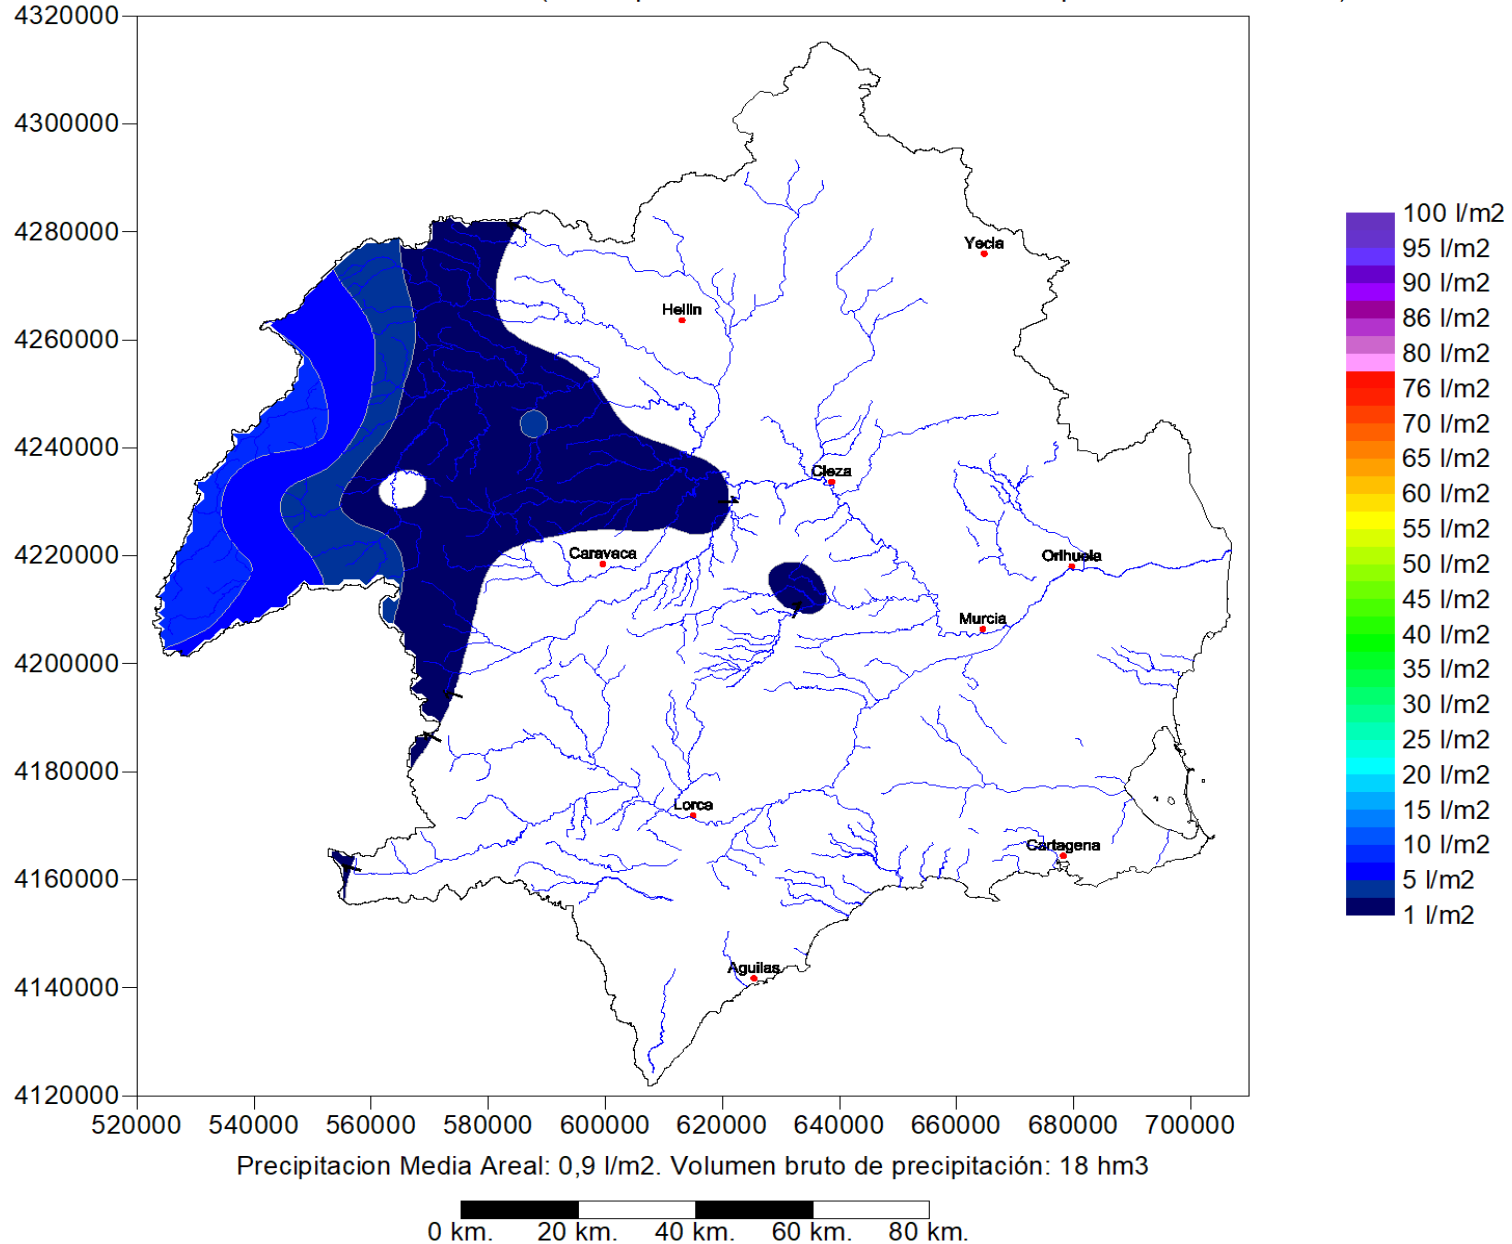 4320000
4300000
4280000
4260000
4240000
4220000
4200000
4180000
4160000
4140000
4120000
520000 540000 560000 580000 600000 620000 640000 660000 680000 700000
Yecla
Hellin
Cieza
Caravaca
Orihuela
Murcia
Lorca
Cartagena
Aguilas
100 l/m2
95 l/m2
90 l/m2
86 l/m2
80 l/m2
76 l/m2
70 l/m2
65 l/m2
60 l/m2
55 l/m2
50 l/m2
45 l/m2
40 l/m2
35 l/m2
30 l/m2
25 l/m2
20 l/m2
15 l/m2
10 l/m2
5 l/m2
1 l/m2
Precipitacion Media Areal: 0,9 l/m2. Volumen bruto de precipitación: 18 hm3
0 km. 20 km. 40 km. 60 km. 80 km.